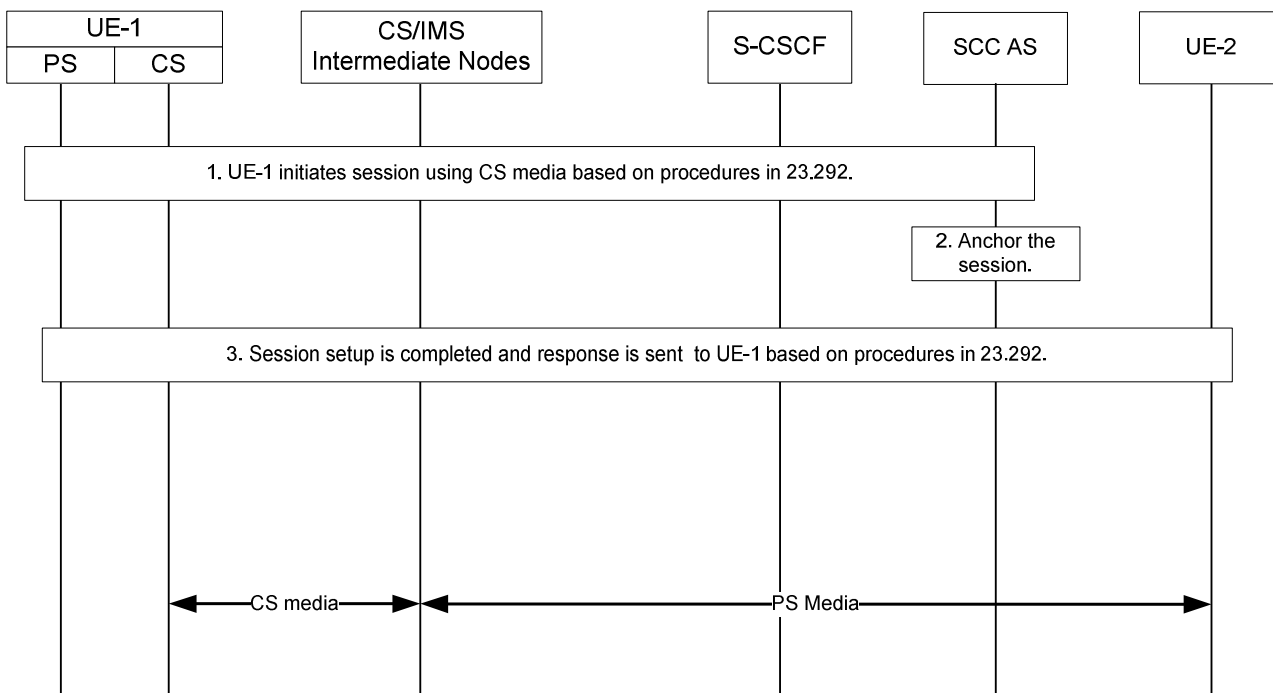 UE-1
PS
CS
CS/IMS
Intermediate Nodes
S-CSCF
SCC AS
UE-2
1. UE-1 initiates session using CS media based on procedures in 23.292.
2. Anchor the
session.
3. Session setup is completed and response is sent to UE-1 based on procedures in 23.292.
CS media
PS Media